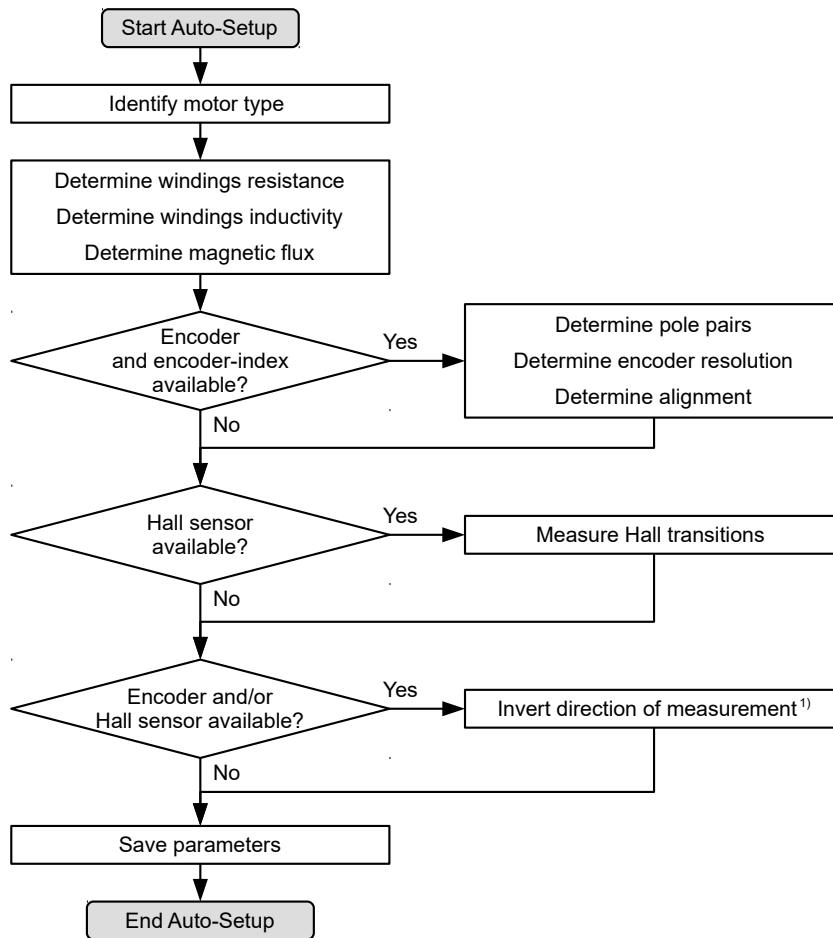 Start Auto-Setup
Identify motor type
Determine windings resistance
Determine windings inductivity
Determine magnetic flux
Encoder
and encoder-index
available?
Yes
Determine pole pairs
Determine encoder resolution
Determine alignment
No
Hall sensor
available?
Yes
Measure Hall transitions
No
Encoder and/or
Hall sensor available?
Yes
Invert direction of measurement 1)
No
Save parameters
End Auto-Setup